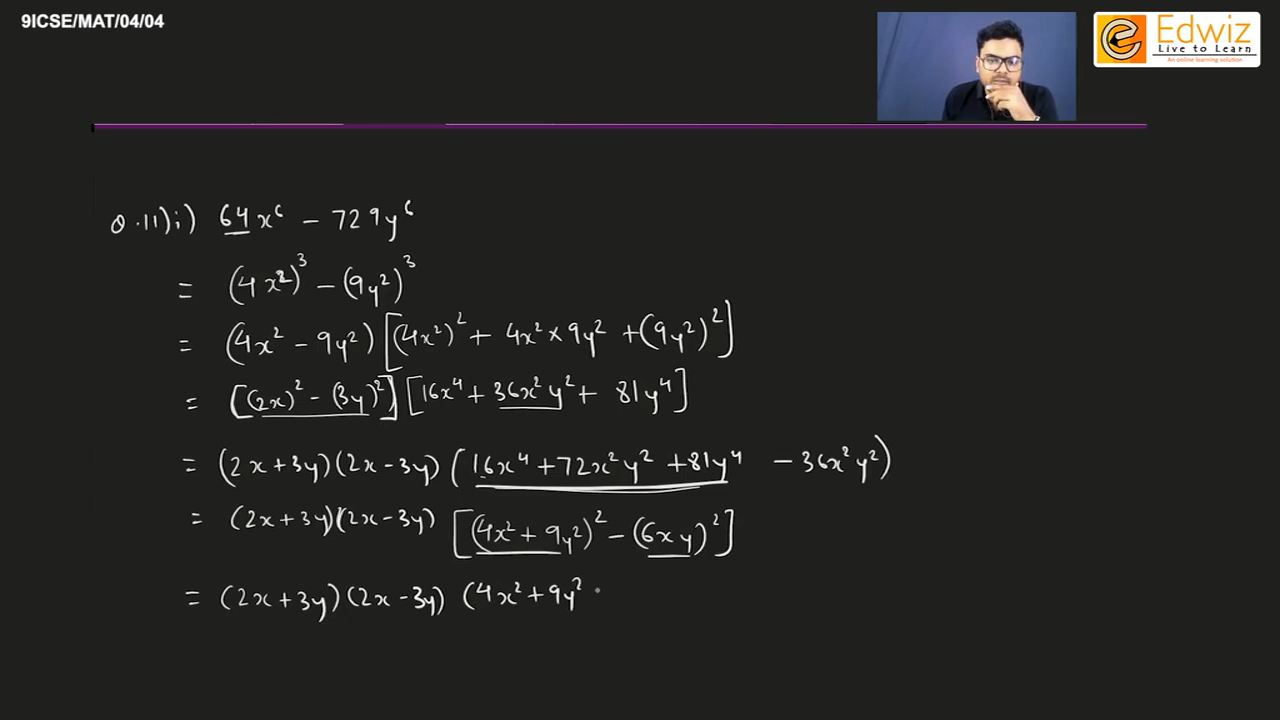 9ICSE/MAT/04/04
Edwiz
Live to Learn
An online learning solution
Q.11)i) 64x⁶ - 729y⁶
= (4x²)³ - (9y²)³
= (4x² - 9y²) [(4x²)² + 4x² × 9y² + (9y²)²]
= [(2x)² - (3y)²] [16x⁴ + 36x²y² + 81y⁴]
= (2x + 3y)(2x - 3y) (16x⁴ + 72x²y² + 81y⁴ - 36x²y²)
= (2x + 3y)(2x - 3y) [(4x² + 9y²)² - (6xy)²]
= (2x + 3y)(2x - 3y) (4x² + 9y²